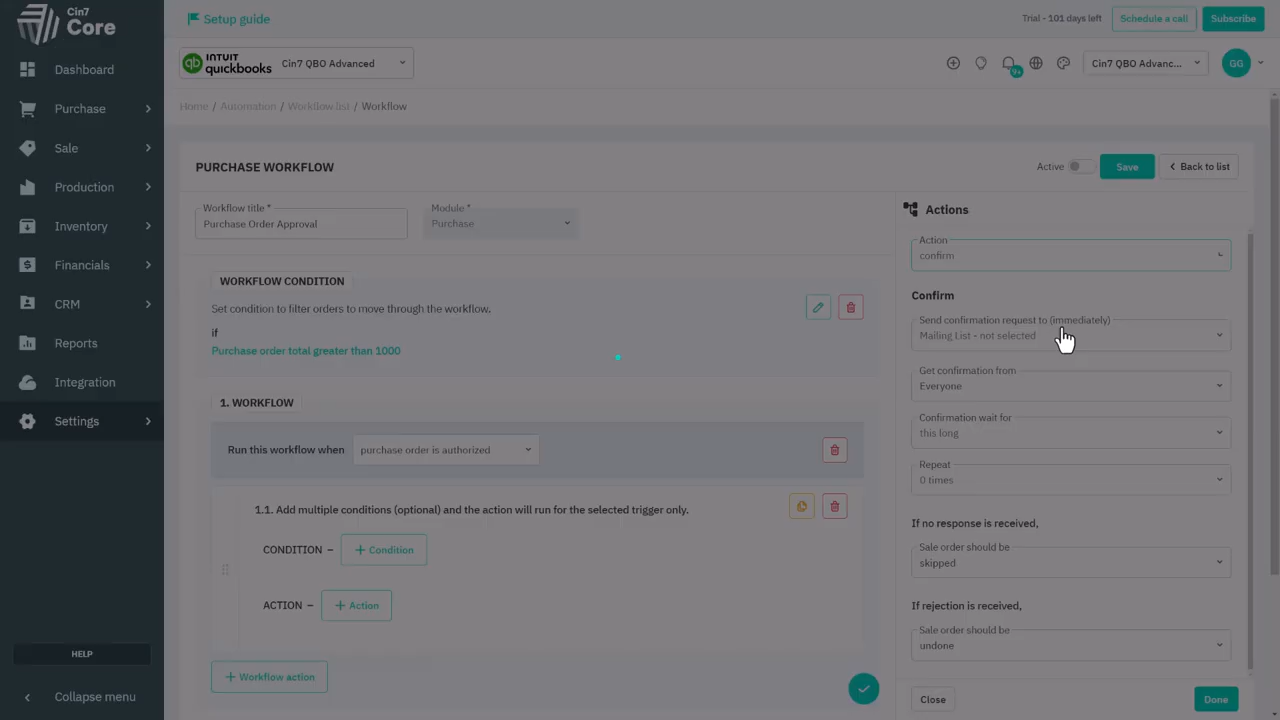 Cin7
Core
Setup guide
Trial - 101 days left
Schedule a call
Subscribe
INTUIT
quickbooks
Cin7 QBO Advanced
9+
Cin7 QBO Advanc...
GG
Dashboard
Purchase
Sale
Production
Inventory
Financials
CRM
Reports
Integration
Settings
HELP
Collapse menu
Home / Automation / Workflow list / Workflow
PURCHASE WORKFLOW
Active
Save
Back to list
Workflow title *
Purchase Order Approval
Module *
Purchase
WORKFLOW CONDITION
Set condition to filter orders to move through the workflow,
if
Purchase order total greater than 1000
1. WORKFLOW
Run this workflow when
purchase order is authorized
1.1. Add multiple conditions (optional) and the action will run for the selected trigger only.
CONDITION –
+ Condition
ACTION –
+ Action
+ Workflow action
Actions
Action
confirm
Confirm
Send confirmation request to (immediately)
Mailing List - not selected
Get confirmation from
Everyone
Confirmation wait for
this long
Repeat
0 times
If no response is received,
Sale order should be
skipped
If rejection is received,
Sale order should be
undone
Close
Done